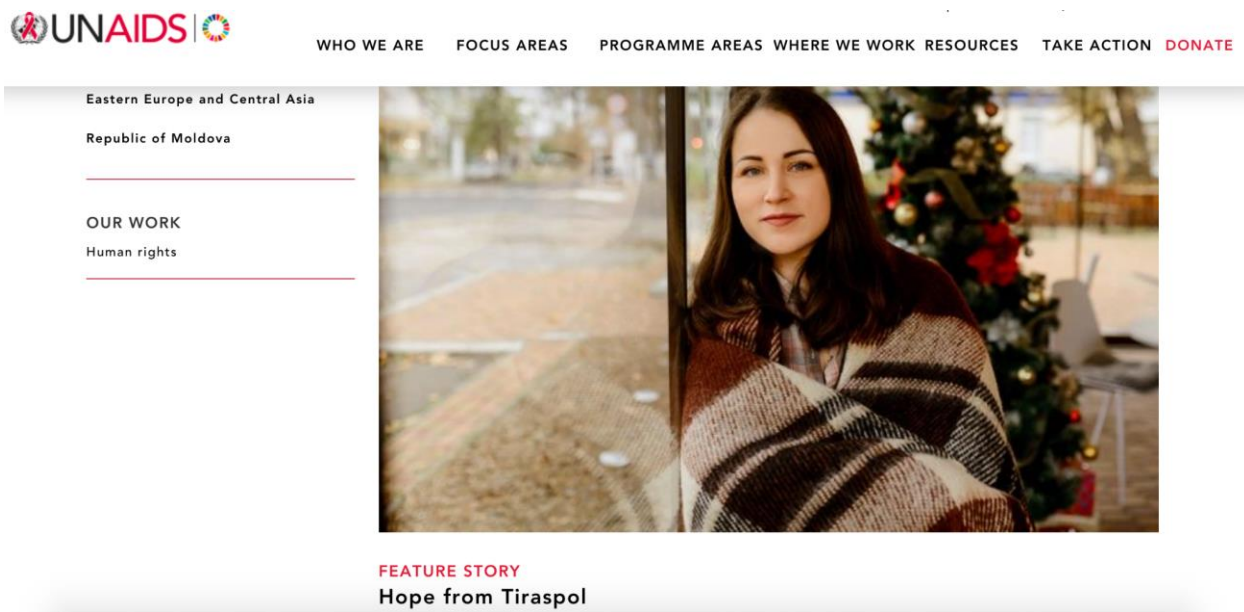 UNAIDS
WHO WE ARE FOCUS AREAS PROGRAMME AREAS WHERE WE WORK RESOURCES TAKE ACTION DONATE
Eastern Europe and Central Asia
Republic of Moldova
OUR WORK
Human rights
FEATURE STORY
Hope from Tiraspol